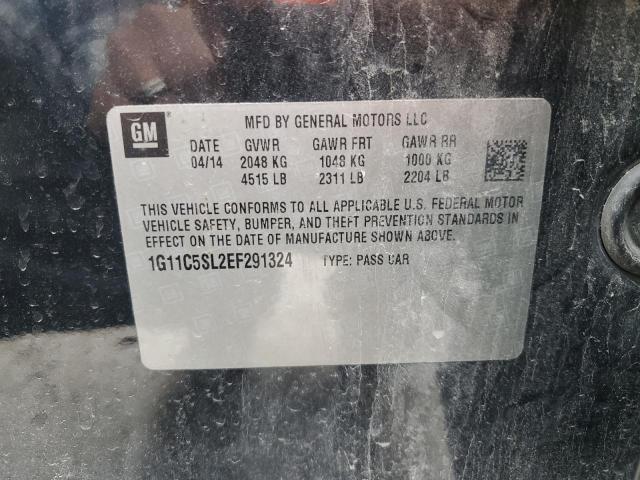 GM
MFD BY GENERAL MOTORS LLC
DATE GVWR GAWR FRT GAWR RR
04/14 2048 KG 1048 KG 1000 KG
4515 LB 2311 LB 2204 LB
THIS VEHICLE CONFORMS TO ALL APPLICABLE U.S. FEDERAL MOTOR
VEHICLE SAFETY, BUMPER, AND THEFT PREVENTION STANDARDS IN
EFFECT ON THE DATE OF MANUFACTURE SHOWN ABOVE.
1G11C5SL2EF291324 TYPE: PASS CAR